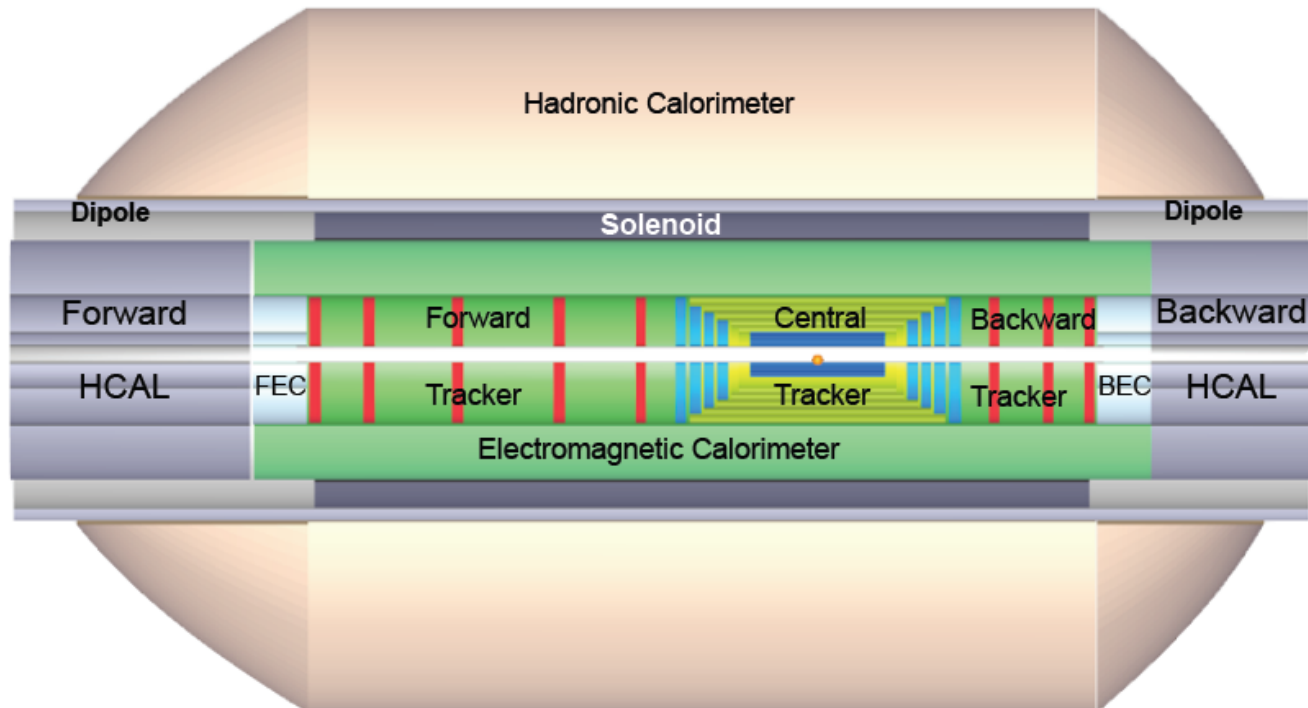 Hadronic Calorimeter
Dipole
Solenoid
Dipole
Forward
Forward
Central
Backward
Backward
HCAL
FEC
Tracker
Tracker
Tracker
BEC
HCAL
Electromagnetic Calorimeter